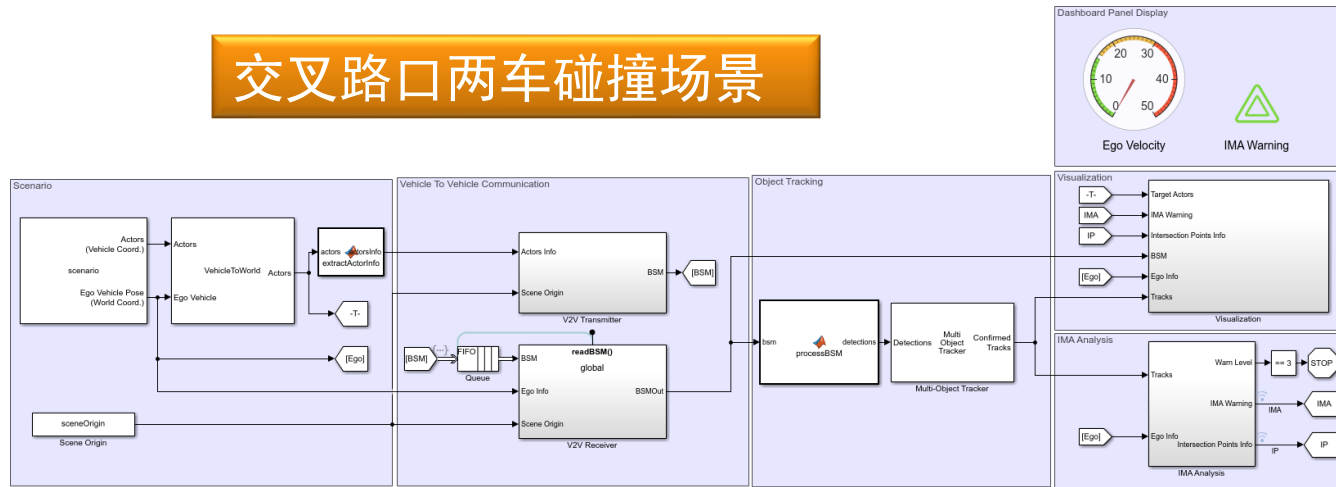 交叉路口两车碰撞场景
Dashboard Panel Display
0
10
20
30
40
50
Ego Velocity
IMA Warning
Scenario
Actors
(Vehicle Coord.)
scenario
Ego Vehicle Pose
(World Coord.)
Actors
VehicleToWorld
Actors
Ego Vehicle
actors
actorsInfo
extractActorInfo
-T-
[Ego]
sceneOrigin
Scene Origin
Vehicle To Vehicle Communication
Actors Info
BSM
Scene Origin
V2V Transmitter
[BSM]
[BSM]
{...}
FIFO
Queue
readBSM()
BSM
global
Ego Info
BSMOut
Scene Origin
V2V Receiver
Object Tracking
bsm
detections
processBSM
Detections
Multi
Object
Tracker
Confirmed
Tracks
Multi-Object Tracker
Visualization
-T-
IMA
IP
[Ego]
Target Actors
IMA Warning
Intersection Points Info
BSM
Ego Info
Tracks
Visualization
IMA Analysis
Tracks
Warn Level
== 3
STOP
IMA Warning
IMA
IMA
[Ego]
Ego Info
Intersection Points Info
IP
IP
IMA Analysis